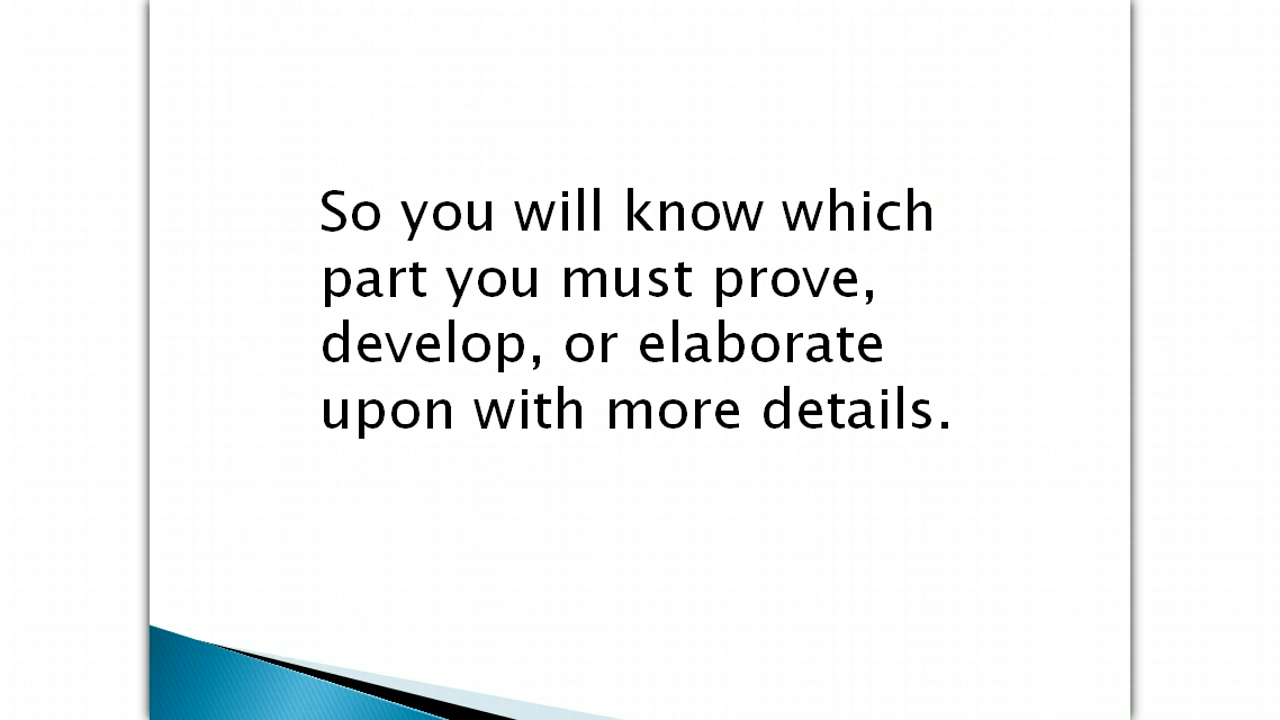 So you will know which
part you must prove,
develop, or elaborate
upon with more details.